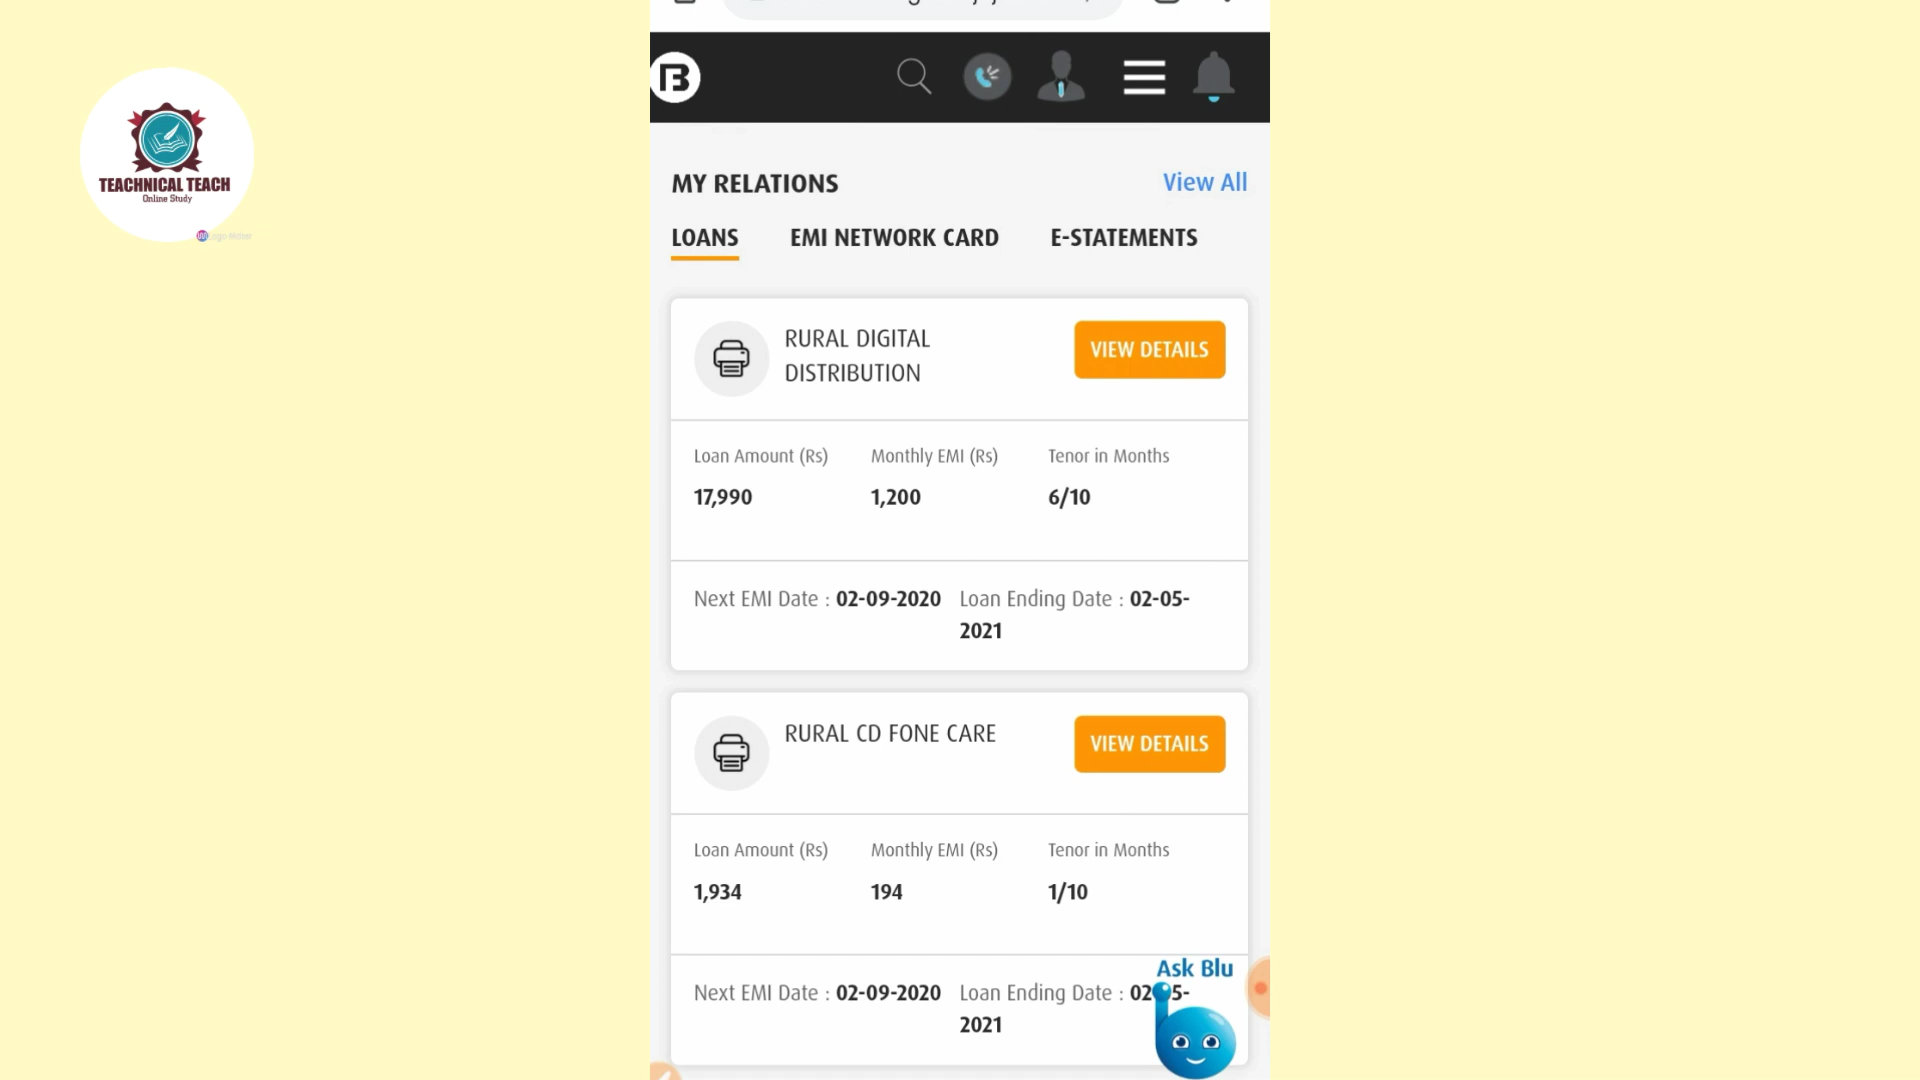 MY RELATIONS
View All
LOANS
EMI NETWORK CARD
E-STATEMENTS
RURAL DIGITAL
DISTRIBUTION
VIEW DETAILS
Loan Amount (Rs)
Monthly EMI (Rs)
Tenor in Months
17,990
1,200
6/10
Next EMI Date : 02-09-2020
Loan Ending Date : 02-05-
2021
RURAL CD FONE CARE
VIEW DETAILS
Loan Amount (Rs)
Monthly EMI (Rs)
Tenor in Months
1,934
194
1/10
Ask Blu
Next EMI Date : 02-09-2020
Loan Ending Date : 02 5-
2021
TEACHNICAL TEACH
Online Study
Logo Maker